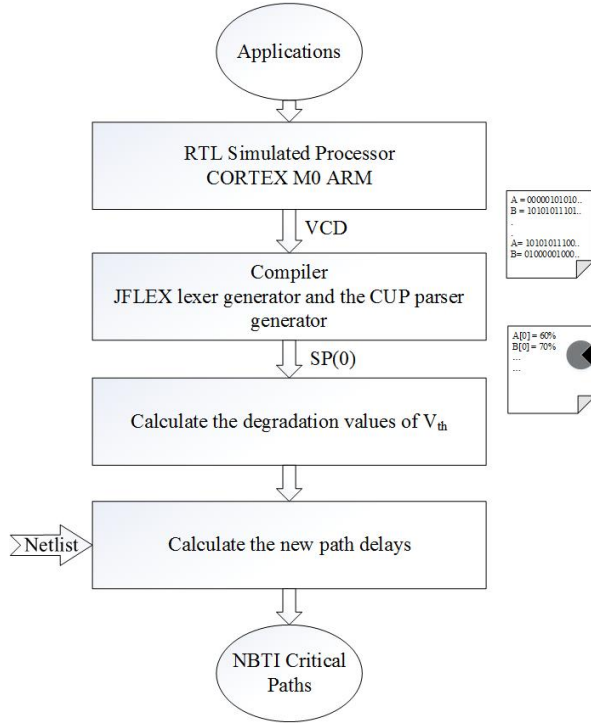 Applications
RTL Simulated Processor
CORTEX M0 ARM
VCD
A = 00000101010..
B = 10101011101..
.
.
A= 10101011100...
B= 01000001000...
Compiler
JFLEX lexer generator and the CUP parser
generator
SP(0)
A[0] = 60%
B[0] = 70%
...
...
Calculate the degradation values of Vth
Netlist
Calculate the new path delays
NBTI Critical
Paths